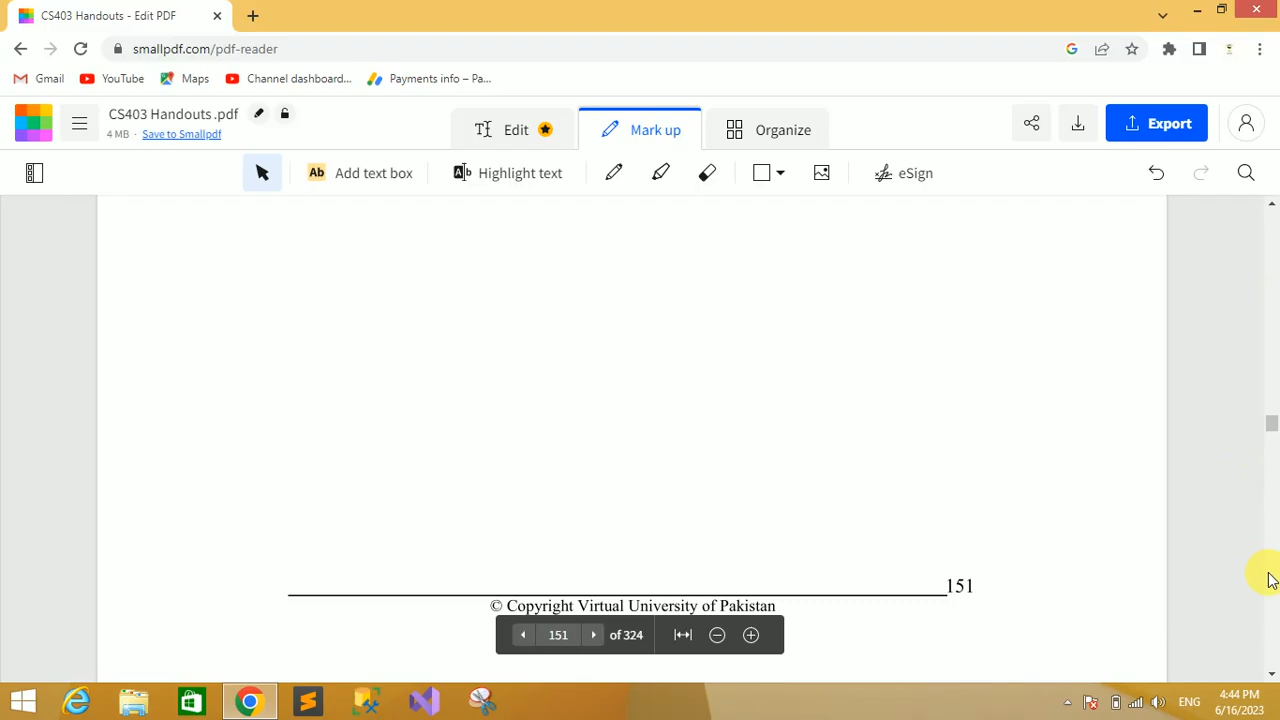 CS403 Handouts - Edit PDF
smallpdf.com/pdf-reader
Gmail
YouTube
Maps
Channel dashboard...
Payments info – Pa...
CS403 Handouts .pdf
4 MB · Save to Smallpdf
Edit
Mark up
Organize
Export
Ab Add text box
Highlight text
eSign
151
© Copyright Virtual University of Pakistan
151 of 324
ENG
4:44 PM
6/16/2023